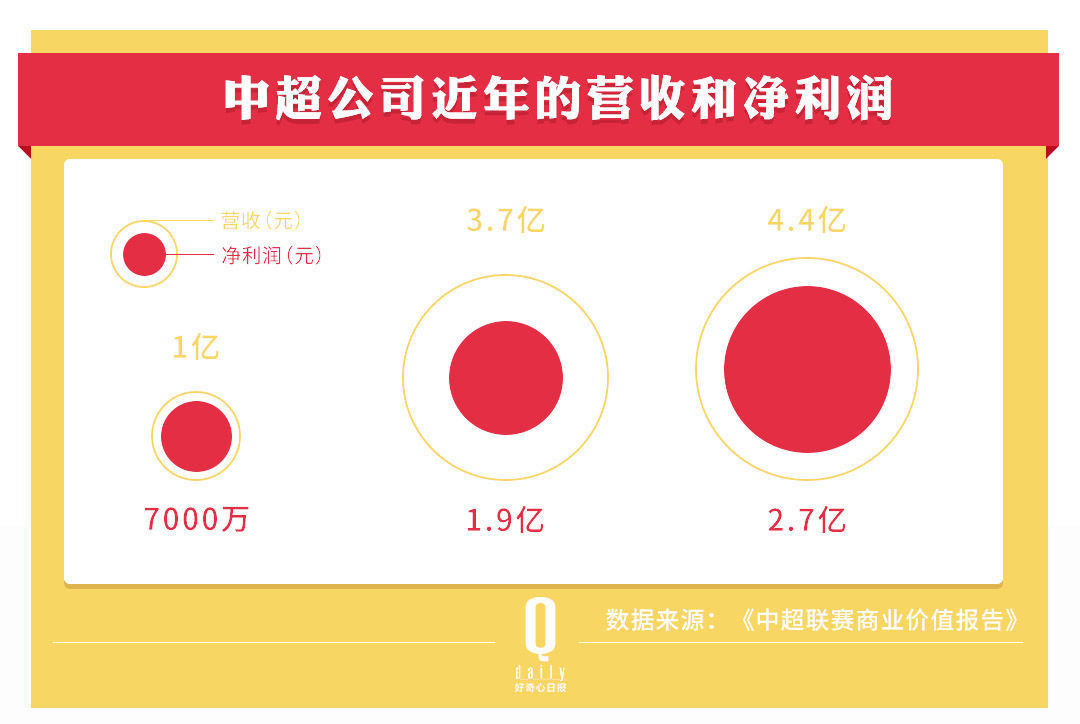 中超公司近年的营收和净利润
营收（元）
净利润（元）
1亿
3.7亿
4.4亿
7000万
1.9亿
2.7亿
数据来源：《中超联赛商业价值报告》
Q
daily
好奇心日报